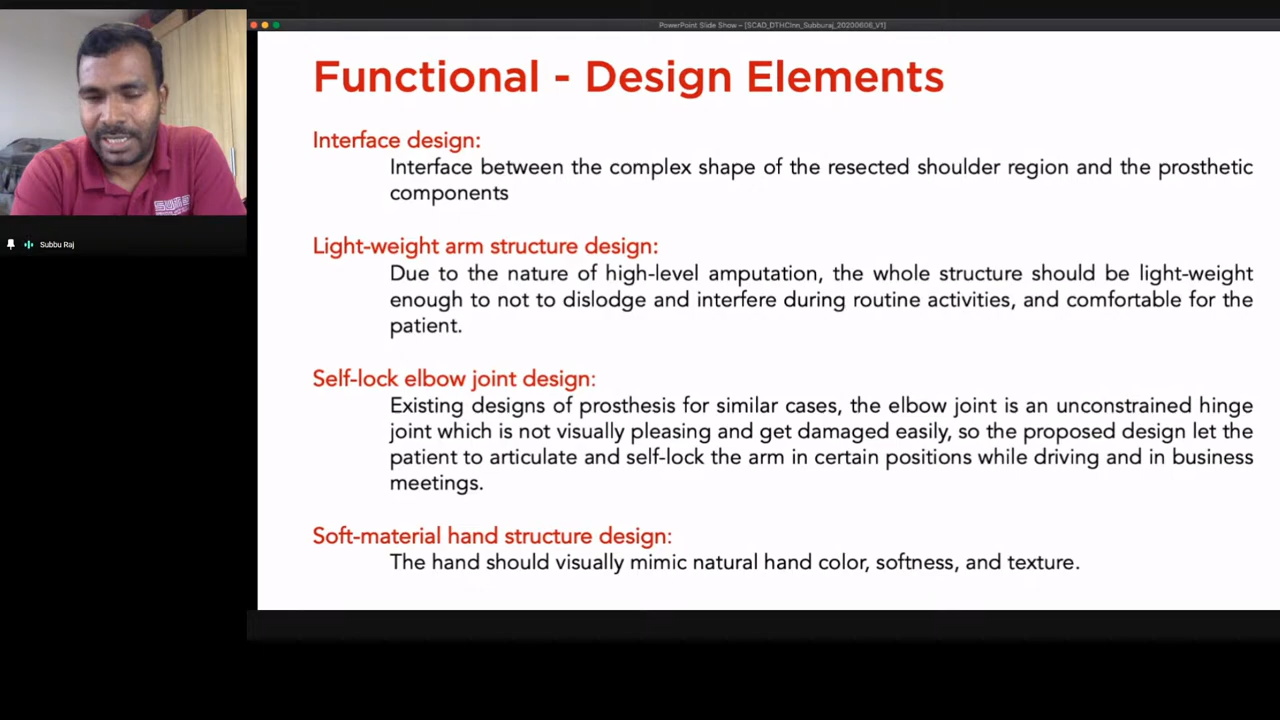 PowerPoint Slide Show - [SCAD_DTHCInn_Subburaj_20200606_V1]
Functional - Design Elements
Interface design:
Interface between the complex shape of the resected shoulder region and the prosthetic
components
Light-weight arm structure design:
Due to the nature of high-level amputation, the whole structure should be light-weight
enough to not to dislodge and interfere during routine activities, and comfortable for the
patient.
Self-lock elbow joint design:
Existing designs of prosthesis for similar cases, the elbow joint is an unconstrained hinge
joint which is not visually pleasing and get damaged easily, so the proposed design let the
patient to articulate and self-lock the arm in certain positions while driving and in business
meetings.
Soft-material hand structure design:
The hand should visually mimic natural hand color, softness, and texture.
Subbu Raj